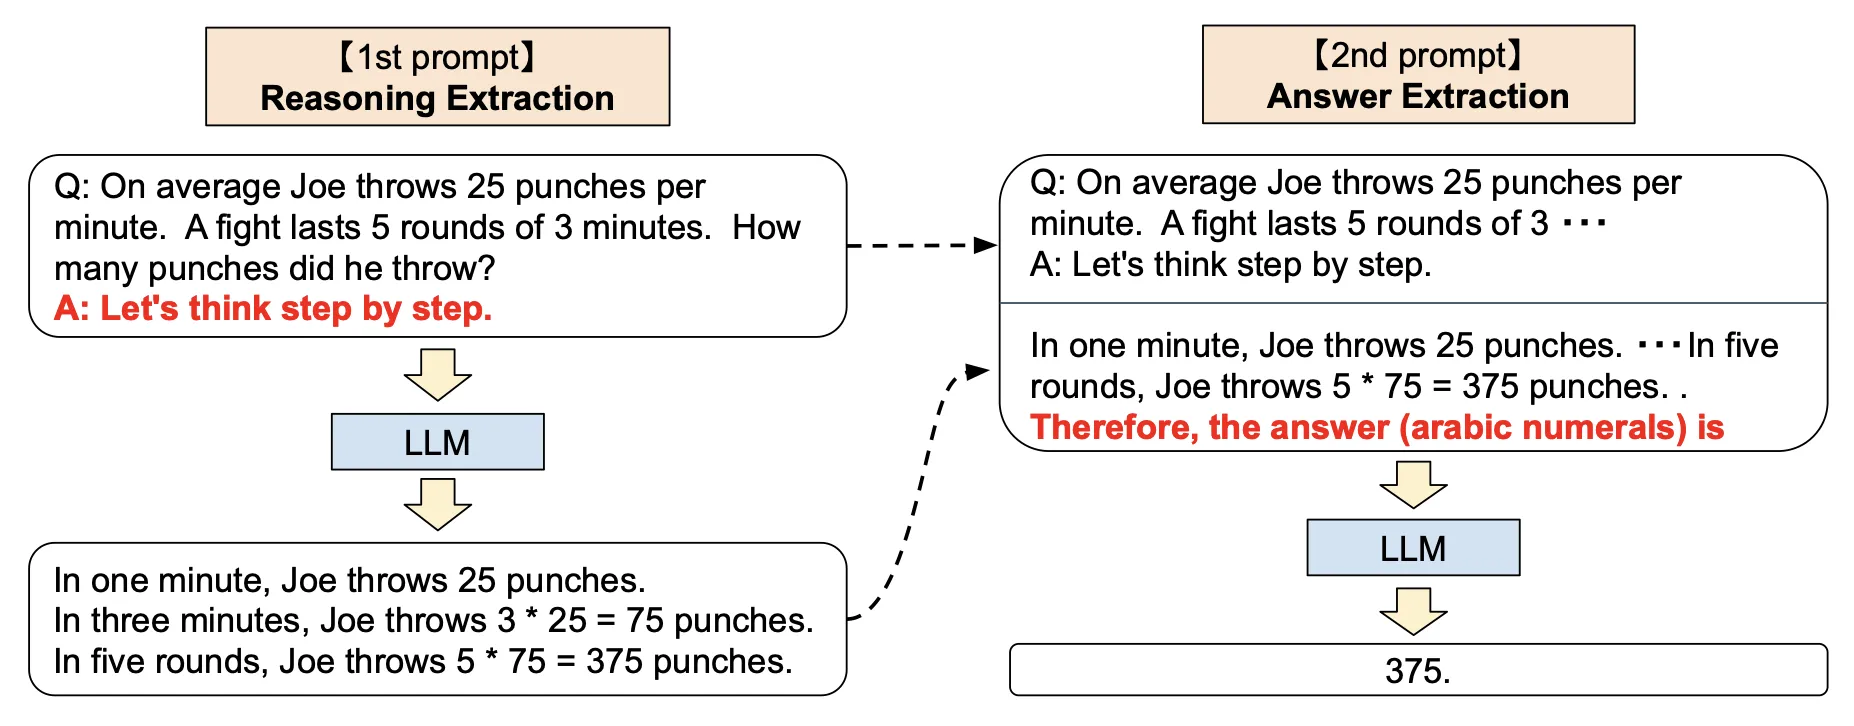 【1st prompt】
Reasoning Extraction
Q: On average Joe throws 25 punches per
minute.  A fight lasts 5 rounds of 3 minutes.  How
many punches did he throw?
A: Let's think step by step.
LLM
In one minute, Joe throws 25 punches.
In three minutes, Joe throws 3 * 25 = 75 punches.
In five rounds, Joe throws 5 * 75 = 375 punches.
【2nd prompt】
Answer Extraction
Q: On average Joe throws 25 punches per
minute.  A fight lasts 5 rounds of 3 ･･･
A: Let's think step by step.
In one minute, Joe throws 25 punches. ･･･In five
rounds, Joe throws 5 * 75 = 375 punches. .
Therefore, the answer (arabic numerals) is
LLM
375.